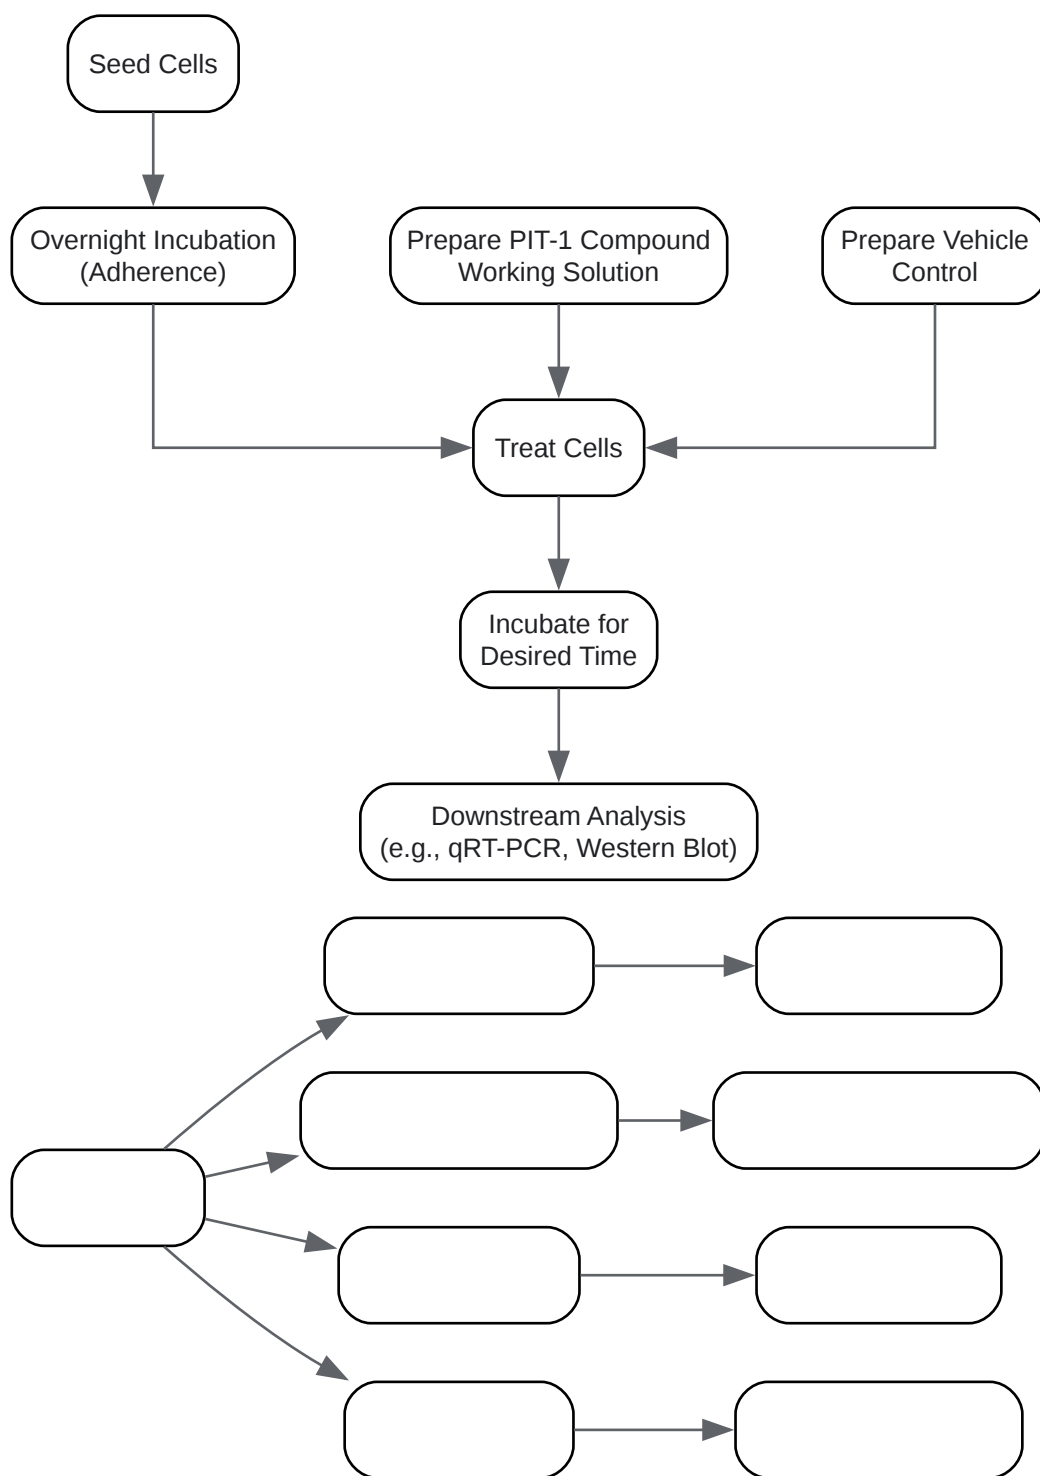 Seed Cells
Overnight Incubation
(Adherence)
Prepare PIT-1 Compound
Working Solution
Prepare Vehicle
Control
Treat Cells
Incubate for
Desired Time
Downstream Analysis
(e.g., qRT-PCR, Western Blot)